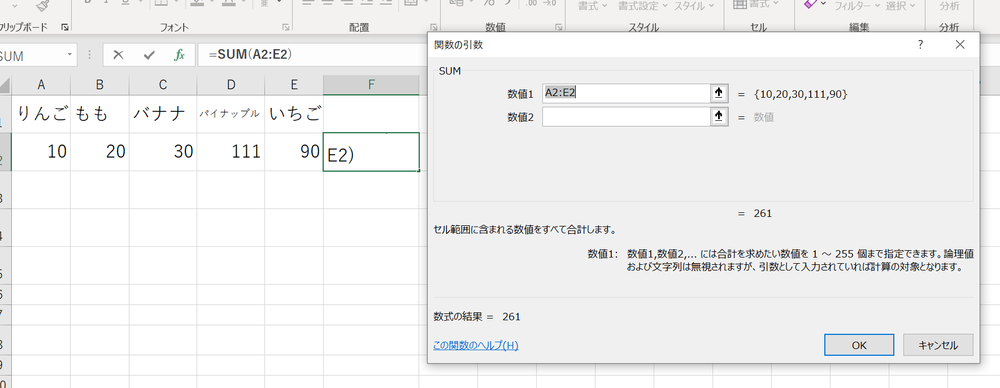 書式 書式設定 スタイル 書式 フィルター 選択 分析
リップボード フォント 配置 数値 スタイル セル 編集 分析
SUM =SUM(A2:E2)
A B C D E F
りんご もも バナナ パイナップル いちご
10 20 30 111 90 E2)
3
4
5
6
7
8
9
関数の引数 ?
SUM
数値1 A2:E2 = {10,20,30,111,90}
数値2 = 数値
= 261
セル範囲に含まれる数値をすべて合計します。
数値1: 数値1,数値2,... には合計を求めたい数値を 1 ～ 255 個まで指定できます。論理値
および文字列は無視されますが、引数として入力されていれば計算の対象となります。
数式の結果 = 261
この関数のヘルプ(H) OK キャンセル